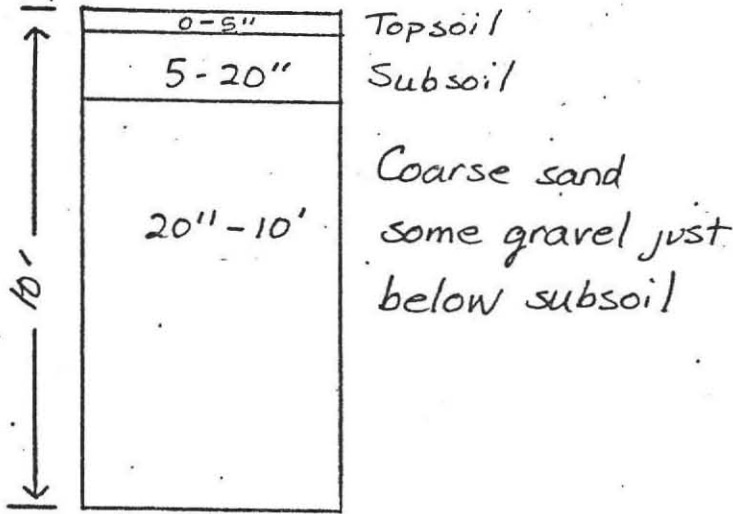 0-5" Topsoil
5-20" Subsoil
Coarse sand
20"-10' some gravel just
below subsoil
10'